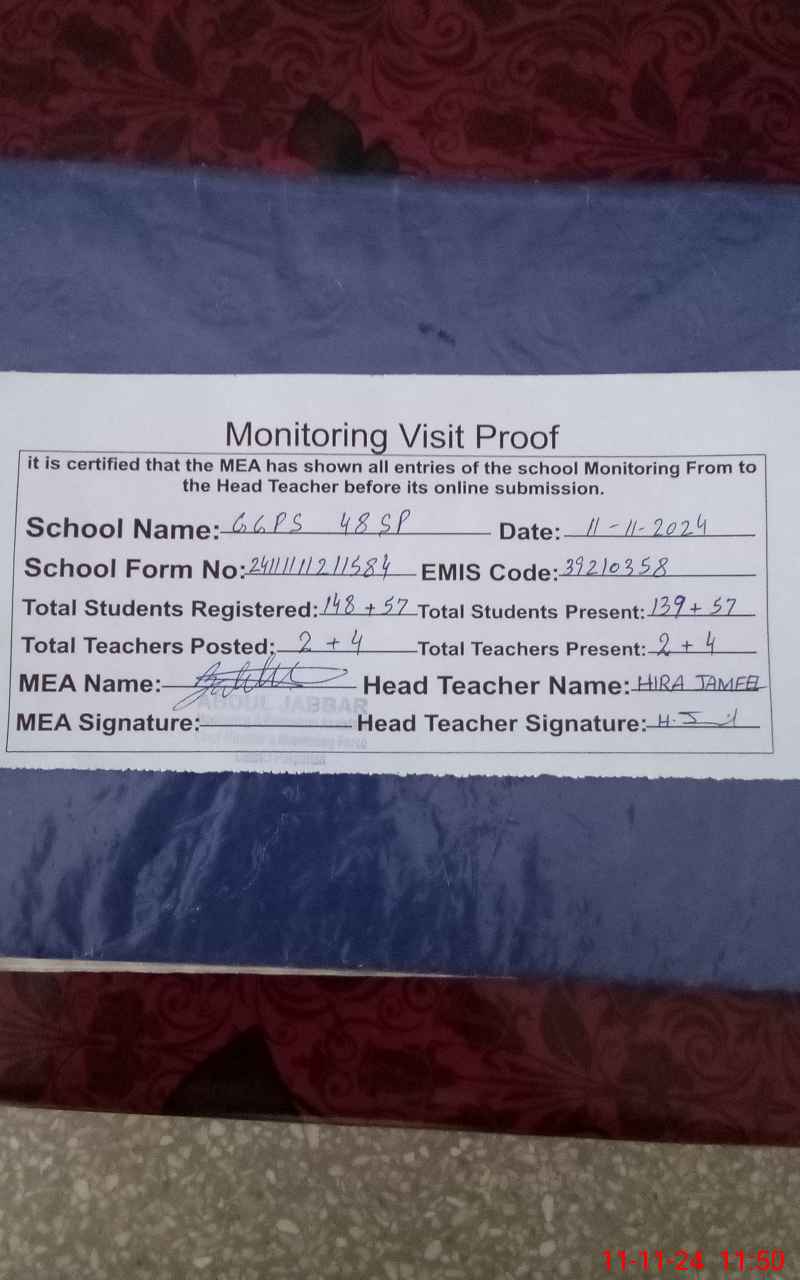 Monitoring Visit Proof
it is certified that the MEA has shown all entries of the school Monitoring From to
the Head Teacher before its online submission.
School Name: GGPS 48SP Date: 11-11-2024
School Form No: EMIS Code: 39210358
Total Students Registered: 148 + 57 Total Students Present: 139 + 57
Total Teachers Posted: 2 + 4 Total Teachers Present: 2 + 4
MEA Name: Head Teacher Name: HIRA JAMEEL
ABDUL JABBAR
MEA Signature: Head Teacher Signature:
11-11-24 11:50